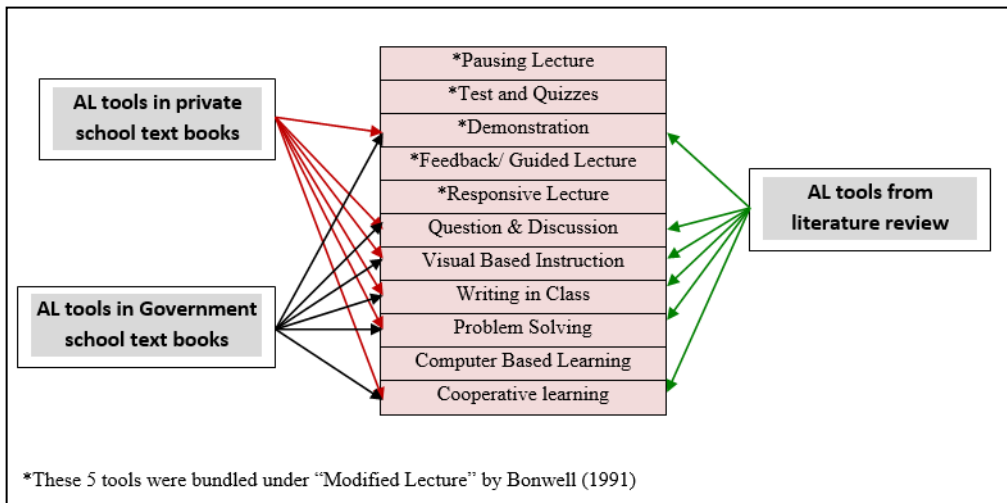 *Pausing Lecture
*Test and Quizzes
*Demonstration
*Feedback/ Guided Lecture
*Responsive Lecture
Question & Discussion
Visual Based Instruction
Writing in Class
Problem Solving
Computer Based Learning
Cooperative learning
AL tools in private
school text books
AL tools in Government
school text books
AL tools from
literature review
*These 5 tools were bundled under “Modified Lecture” by Bonwell (1991)